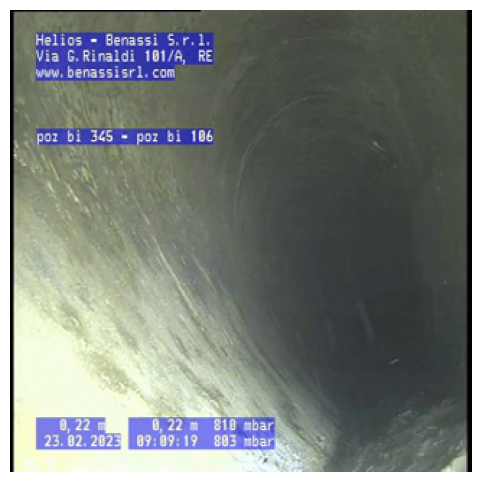 Helios - Benassi S.r.l.
Via G.Rinaldi 101/A, RE
www.benassisrl.com
poz bi 345 - poz bi 106
0,22 m 0,22 m 810 mbar
23.02.2023 09:09:19 803 mbar